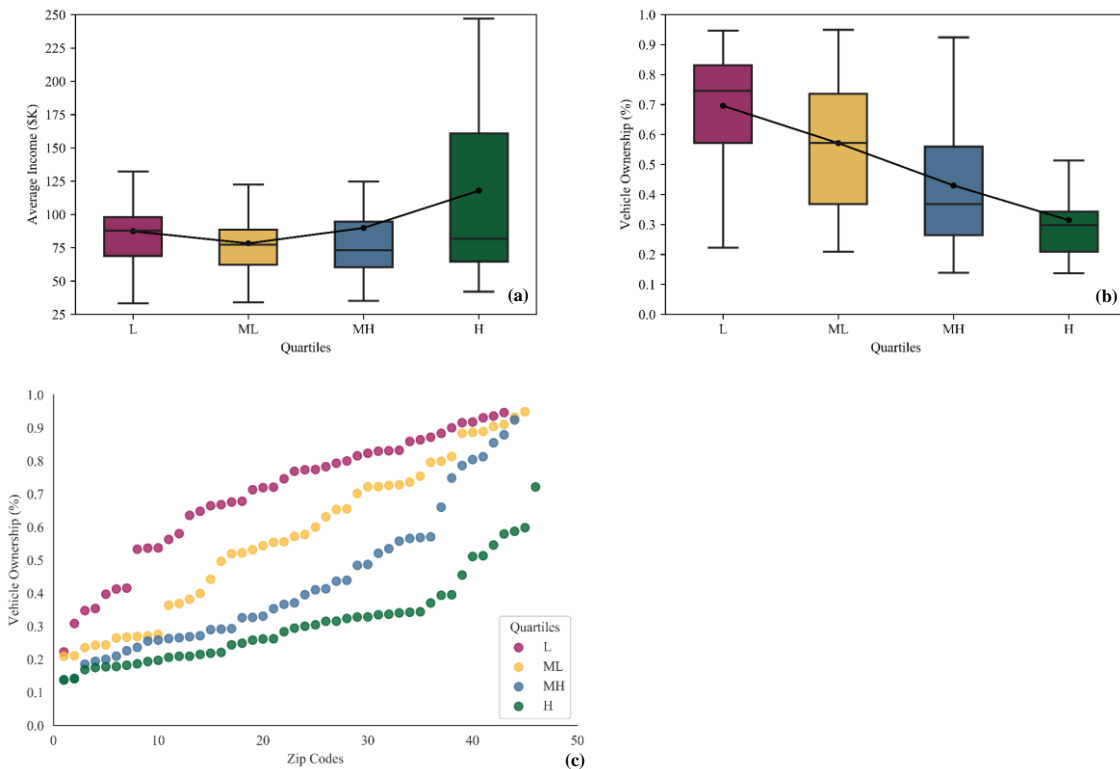 250
225
200
175
150
125
100
75
50
25
Average Income ($K)
L
ML
MH
H
Quartiles
(a)
1.0
0.9
0.8
0.7
0.6
0.5
0.4
0.3
0.2
0.1
0.0
Vehicle Ownership (%)
L
ML
MH
H
Quartiles
(b)
1.0
0.9
0.8
0.7
0.6
0.5
0.4
0.3
0.2
0.1
0.0
Vehicle Ownership (%)
Quartiles
L
ML
MH
H
0
10
20
30
40
50
Zip Codes
(c)